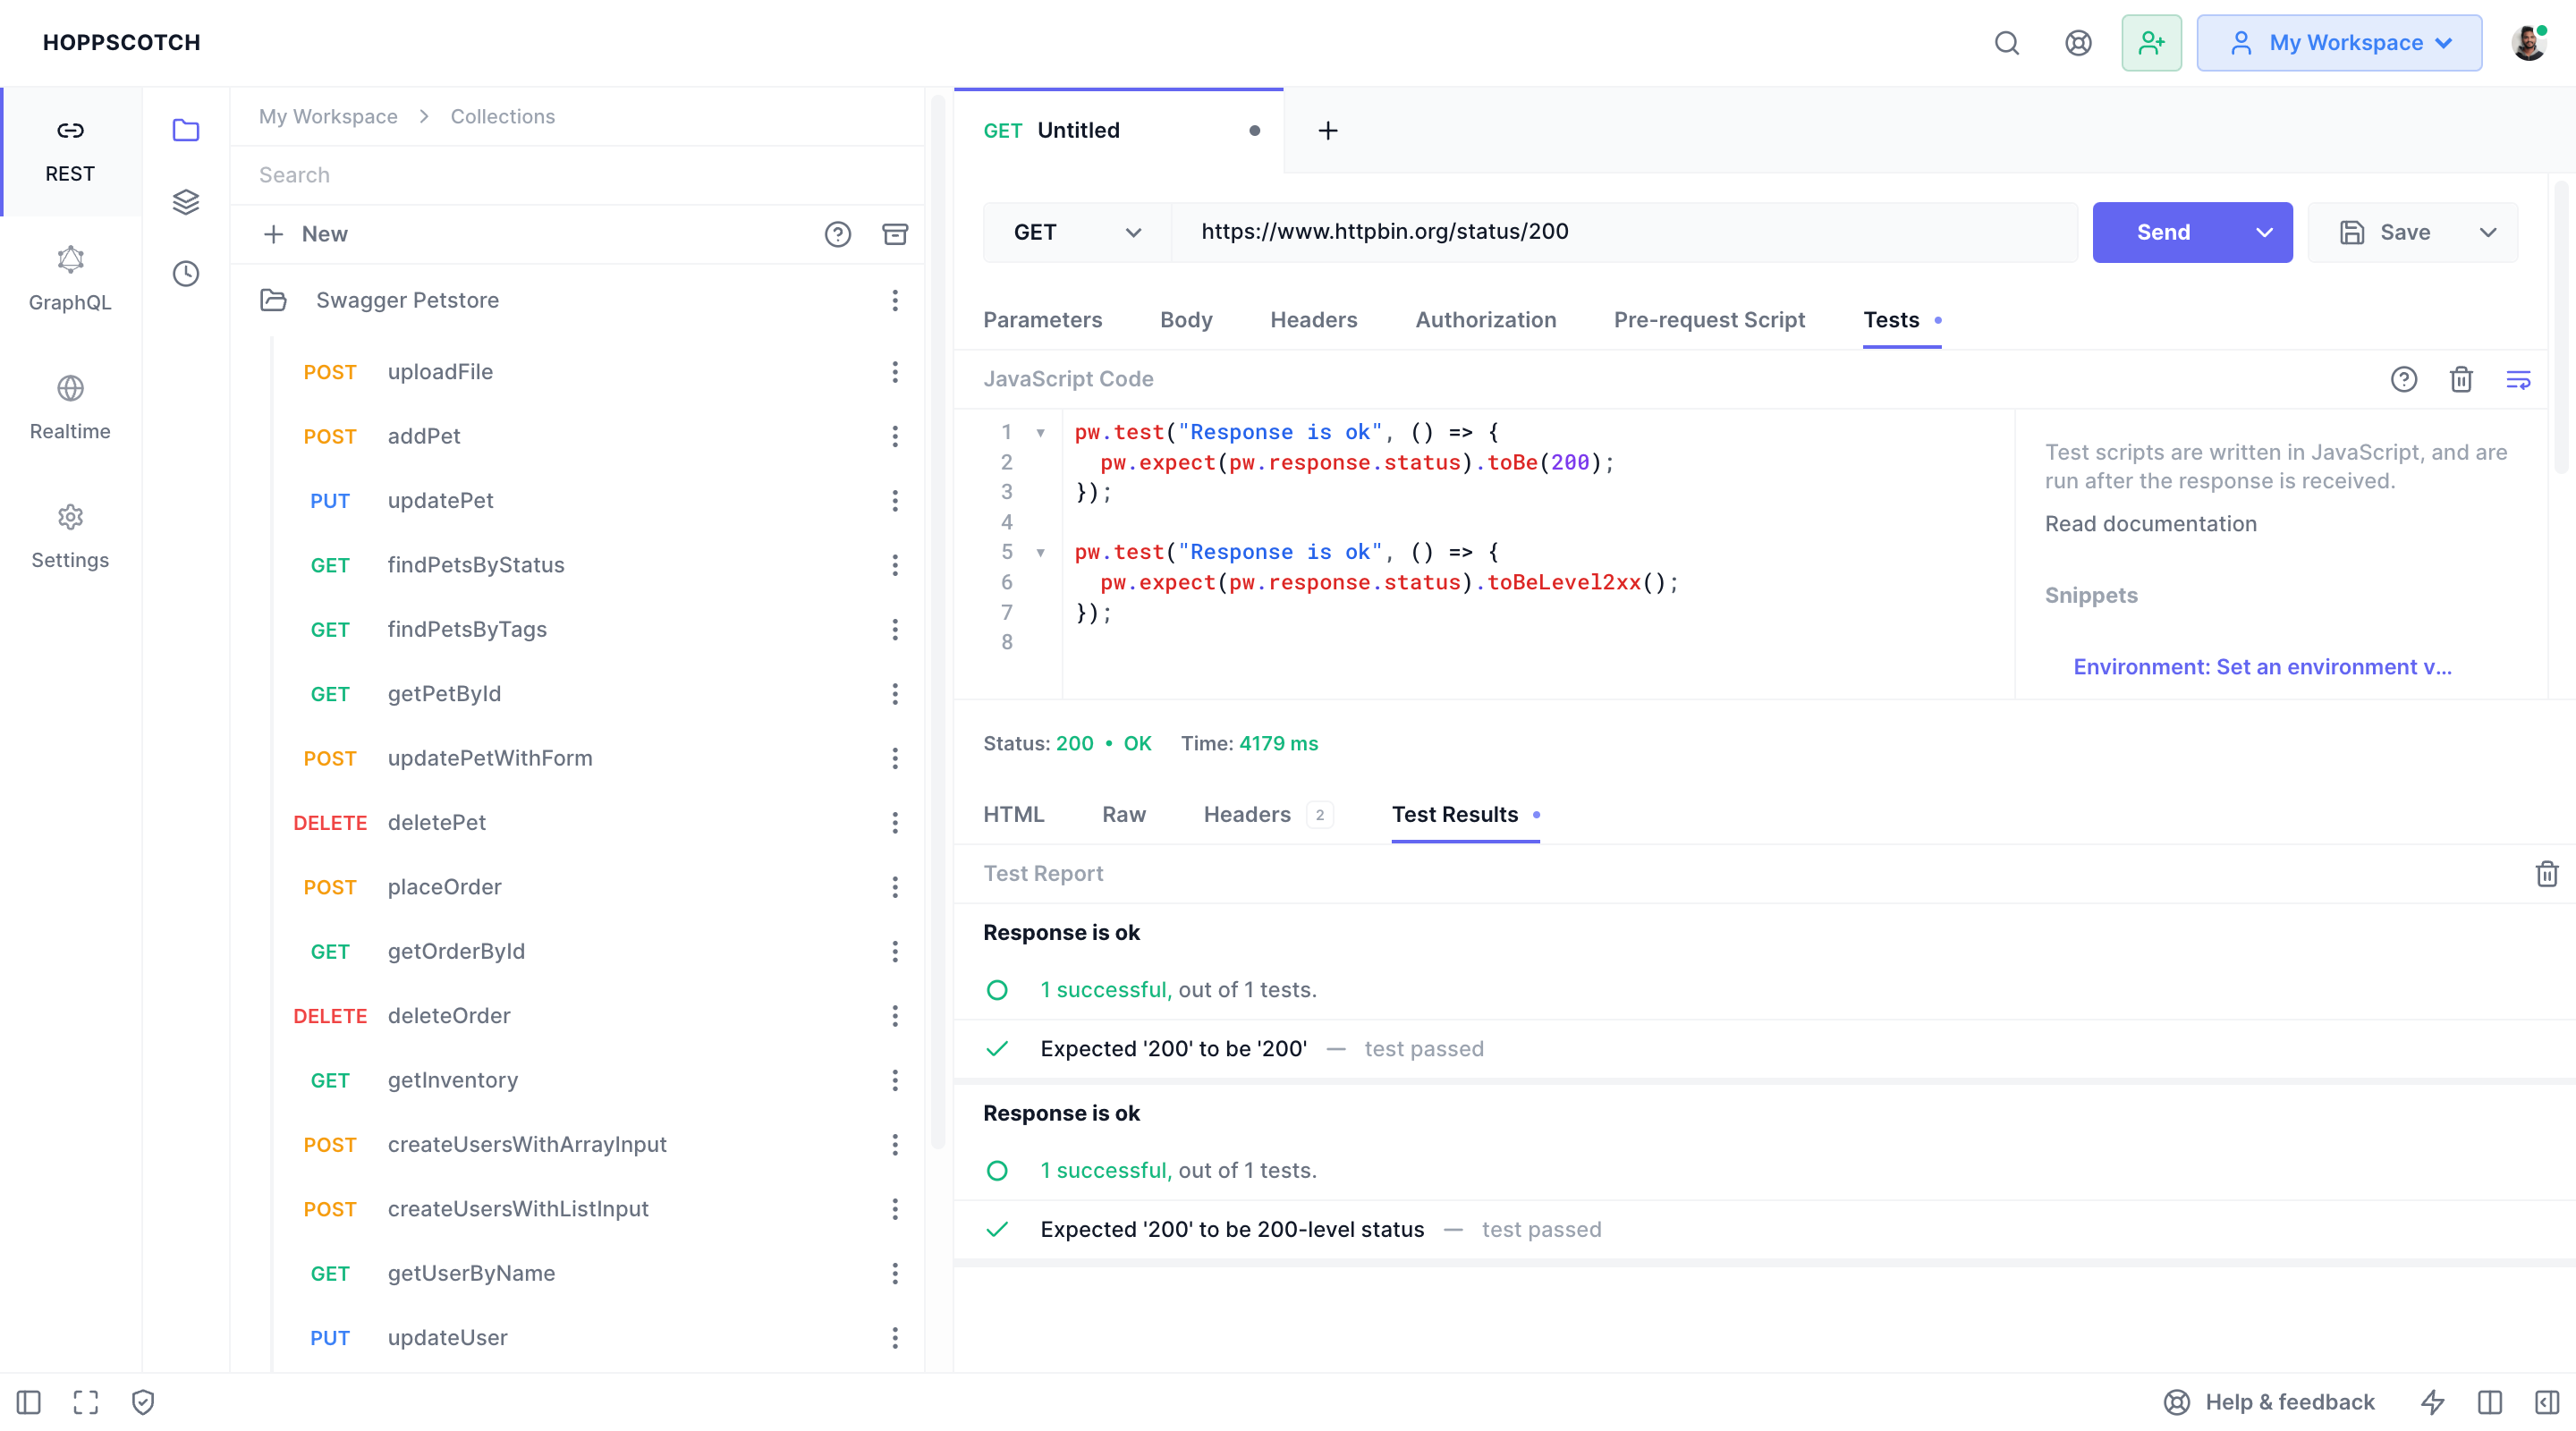 HOPPSCOTCH
My Workspace
REST
GraphQL
Realtime
Settings
My Workspace > Collections
Search
New
Swagger Petstore
POST uploadFile
POST addPet
PUT updatePet
GET findPetsByStatus
GET findPetsByTags
GET getPetById
POST updatePetWithForm
DELETE deletePet
POST placeOrder
GET getOrderById
DELETE deleteOrder
GET getInventory
POST createUsersWithArrayInput
POST createUsersWithListInput
GET getUserByName
PUT updateUser
GET Untitled
GET https://www.httpbin.org/status/200 Send Save
Parameters Body Headers Authorization Pre-request Script Tests
JavaScript Code
1 pw.test("Response is ok", () => {
2 pw.expect(pw.response.status).toBe(200);
3 });
4
5 pw.test("Response is ok", () => {
6 pw.expect(pw.response.status).toBeLevel2xx();
7 });
8
Test scripts are written in JavaScript, and are
run after the response is received.
Read documentation
Snippets
Environment: Set an environment v...
Status: 200 • OK Time: 4179 ms
HTML Raw Headers 2 Test Results
Test Report
Response is ok
1 successful, out of 1 tests.
Expected '200' to be '200' — test passed
Response is ok
1 successful, out of 1 tests.
Expected '200' to be 200-level status — test passed
Help & feedback